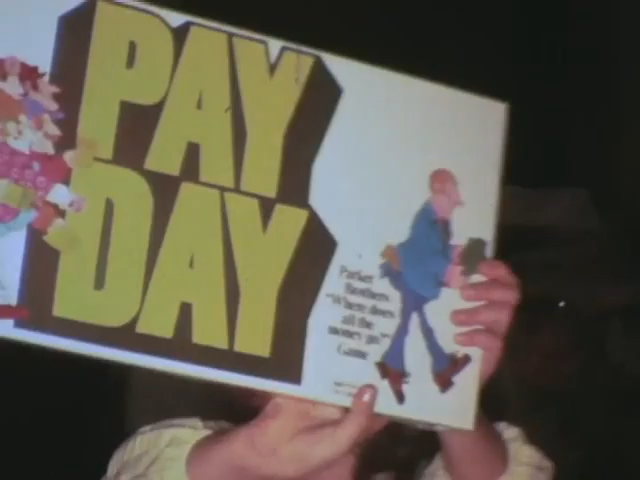 PAY
DAY
Parker
Brothers
"Where does
all the
money go?"
Game